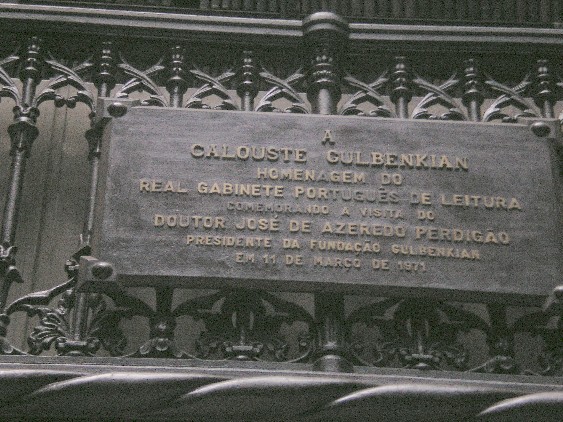 A
CALOUSTE GULBENKIAN
HOMENAGEM DO
REAL GABINETE PORTUGUÊS DE LEITURA
COMEMORANDO A VISITA DO
DOUTOR JOSÉ DE AZEREDO PERDIGÃO
PRESIDENTE DA FUNDAÇÃO GULBENKIAN
EM 11 DE MARÇO DE 1971